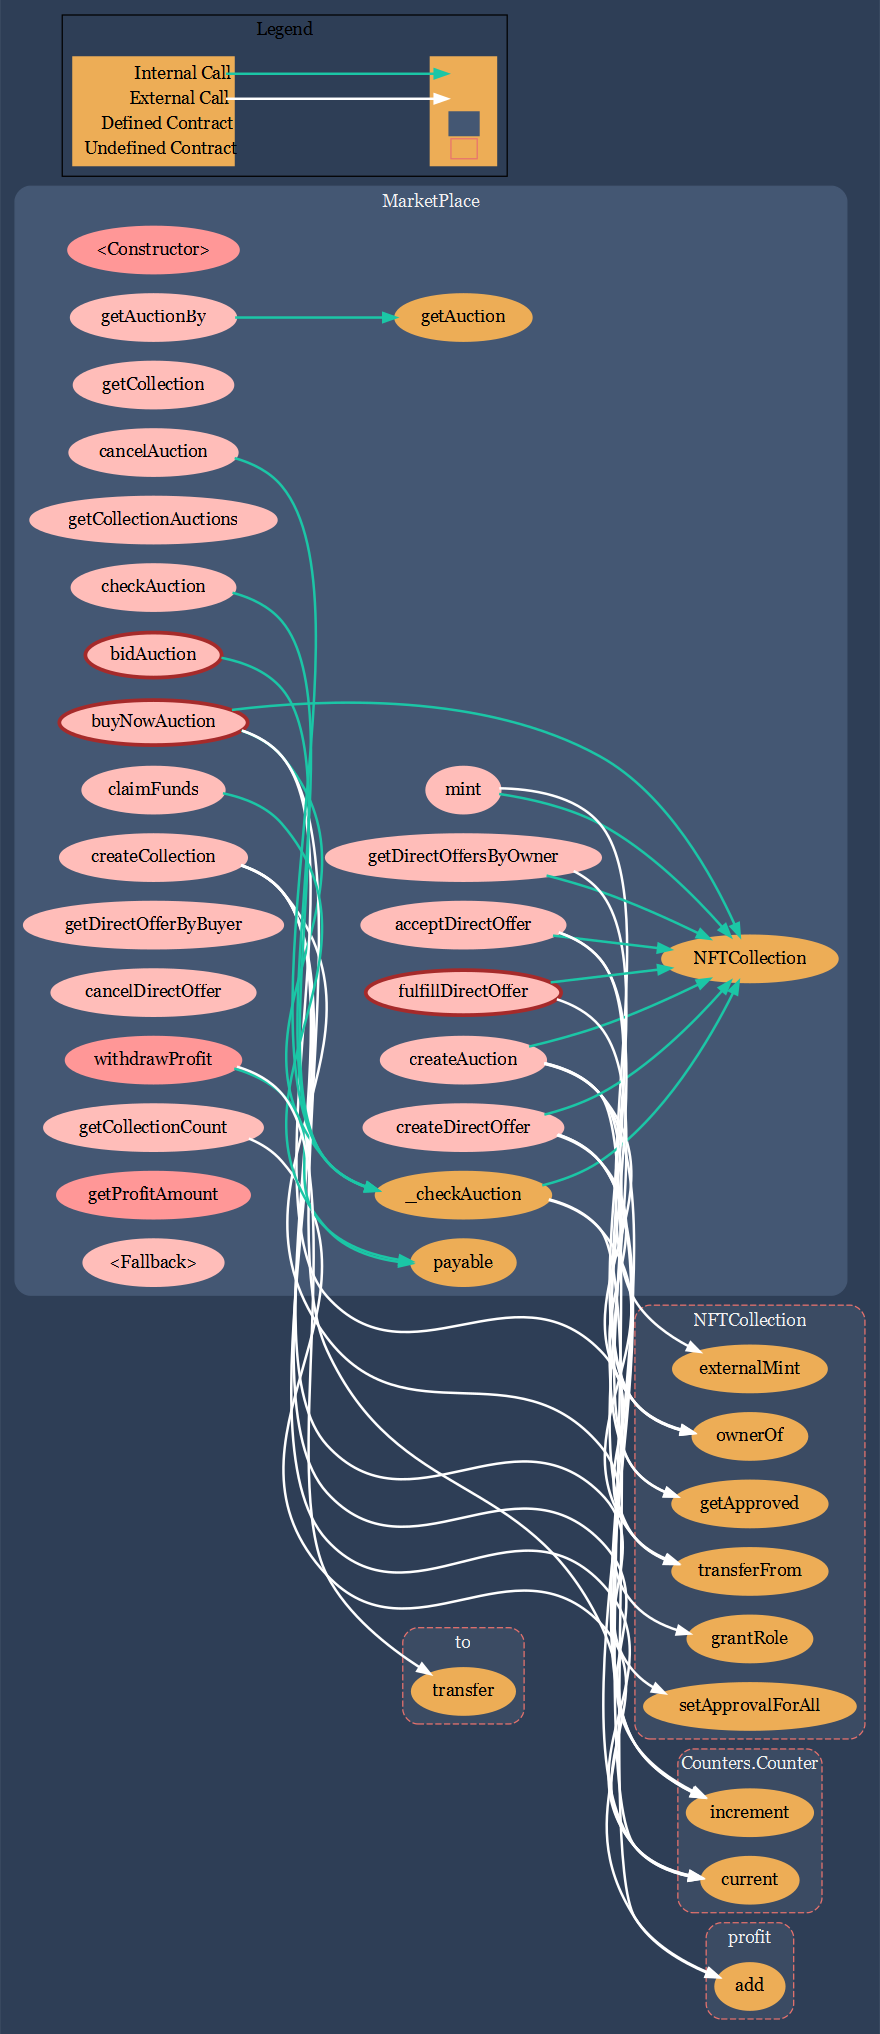 Legend
Internal Call
External Call
Defined Contract
Undefined Contract
MarketPlace
<Constructor>
getAuctionBy
getAuction
getCollection
cancelAuction
getCollectionAuctions
checkAuction
bidAuction
buyNowAuction
claimFunds
mint
createCollection
getDirectOffersByOwner
getDirectOfferByBuyer
acceptDirectOffer
NFTCollection
cancelDirectOffer
fulfillDirectOffer
withdrawProfit
createAuction
getCollectionCount
createDirectOffer
getProfitAmount
_checkAuction
<Fallback>
payable
NFTCollection
externalMint
ownerOf
getApproved
transferFrom
grantRole
setApprovalForAll
to
transfer
Counters.Counter
increment
current
profit
add